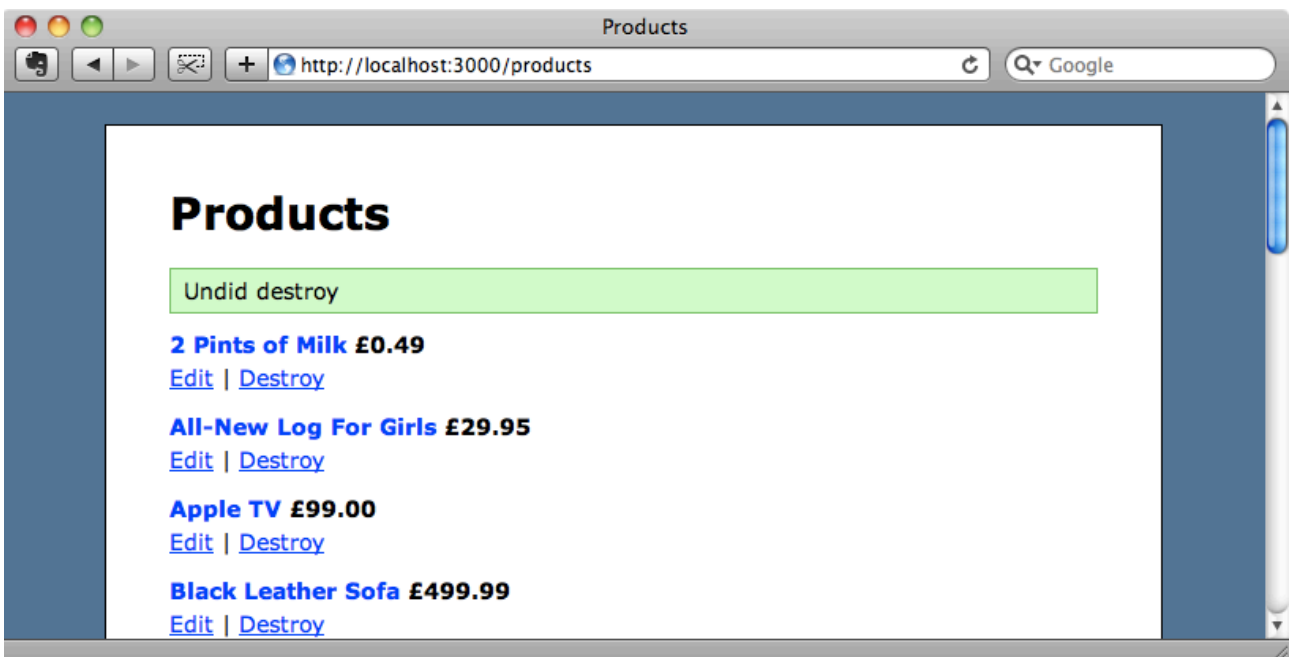 Products
http://localhost:3000/products
Google
Products
Undid destroy
2 Pints of Milk £0.49
Edit | Destroy
All-New Log For Girls £29.95
Edit | Destroy
Apple TV £99.00
Edit | Destroy
Black Leather Sofa £499.99
Edit | Destroy